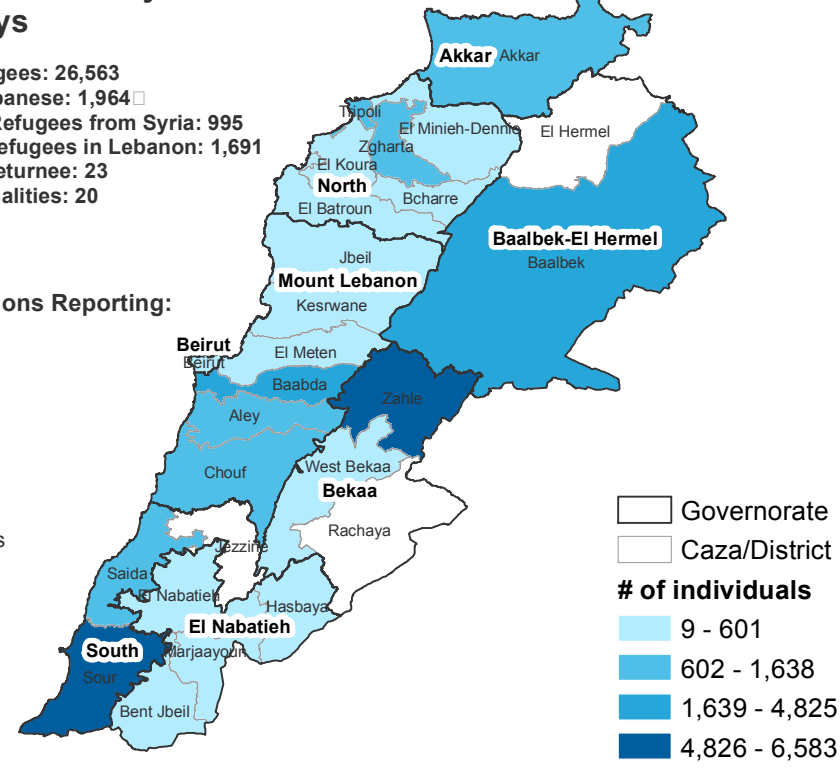 ys
gees: 26,563
banese: 1,964□
Refugees from Syria: 995
efugees in Lebanon: 1,691
eturnee: 23
alities: 20
ons Reporting:
s
Akkar Akkar
Tripoli
El Minieh-Dennie
El Hermel
Zgharta
El Koura
North
Bcharre
El Batroun
Baalbek-El Hermel
Baalbek
Jbeil
Mount Lebanon
Kesrwane
Beirut
Beirut
El Meten
Baabda
Zahle
Aley
West Bekaa
Chouf
Bekaa
Rachaya
Jezzine
Saida
El Nabatieh
Hasbaya
El Nabatieh
South
Marjaayoun
Sour
Bent Jbeil
Governorate
Caza/District
# of individuals
9 - 601
602 - 1,638
1,639 - 4,825
4,826 - 6,583